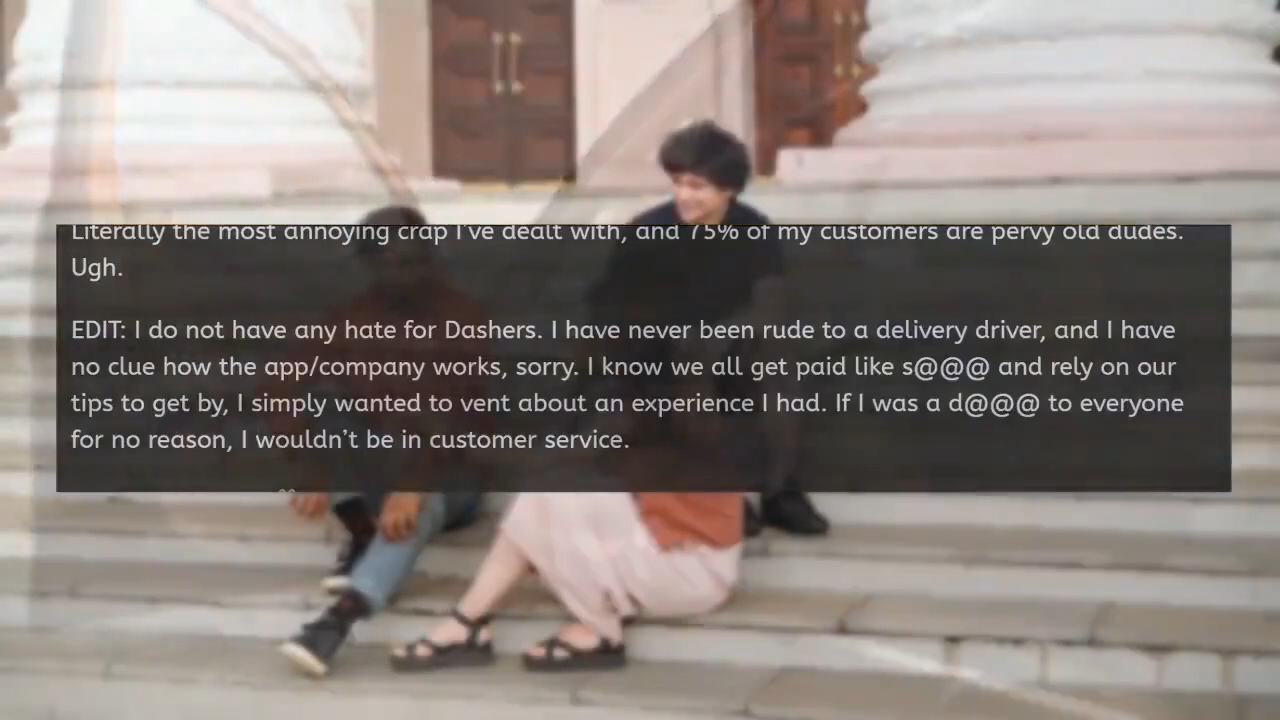 Literally the most annoying crap I've dealt with, and 75% of my customers are pervy old dudes.
Ugh.
EDIT: I do not have any hate for Dashers. I have never been rude to a delivery driver, and I have
no clue how the app/company works, sorry. I know we all get paid like s@@@ and rely on our
tips to get by, I simply wanted to vent about an experience I had. If I was a d@@@ to everyone
for no reason, I wouldn't be in customer service.